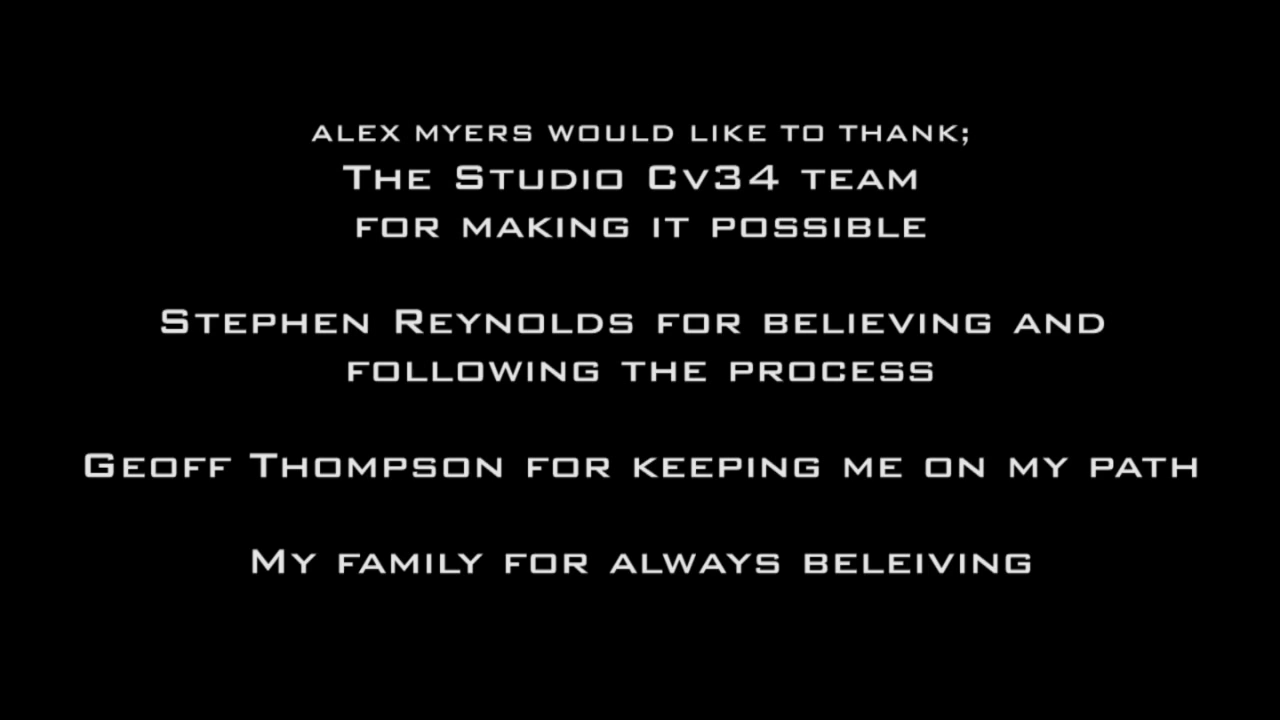 ALEX MYERS WOULD LIKE TO THANK;
THE STUDIO CV34 TEAM
FOR MAKING IT POSSIBLE
STEPHEN REYNOLDS FOR BELIEVING AND
FOLLOWING THE PROCESS
GEOFF THOMPSON FOR KEEPING ME ON MY PATH
MY FAMILY FOR ALWAYS BELEIVING